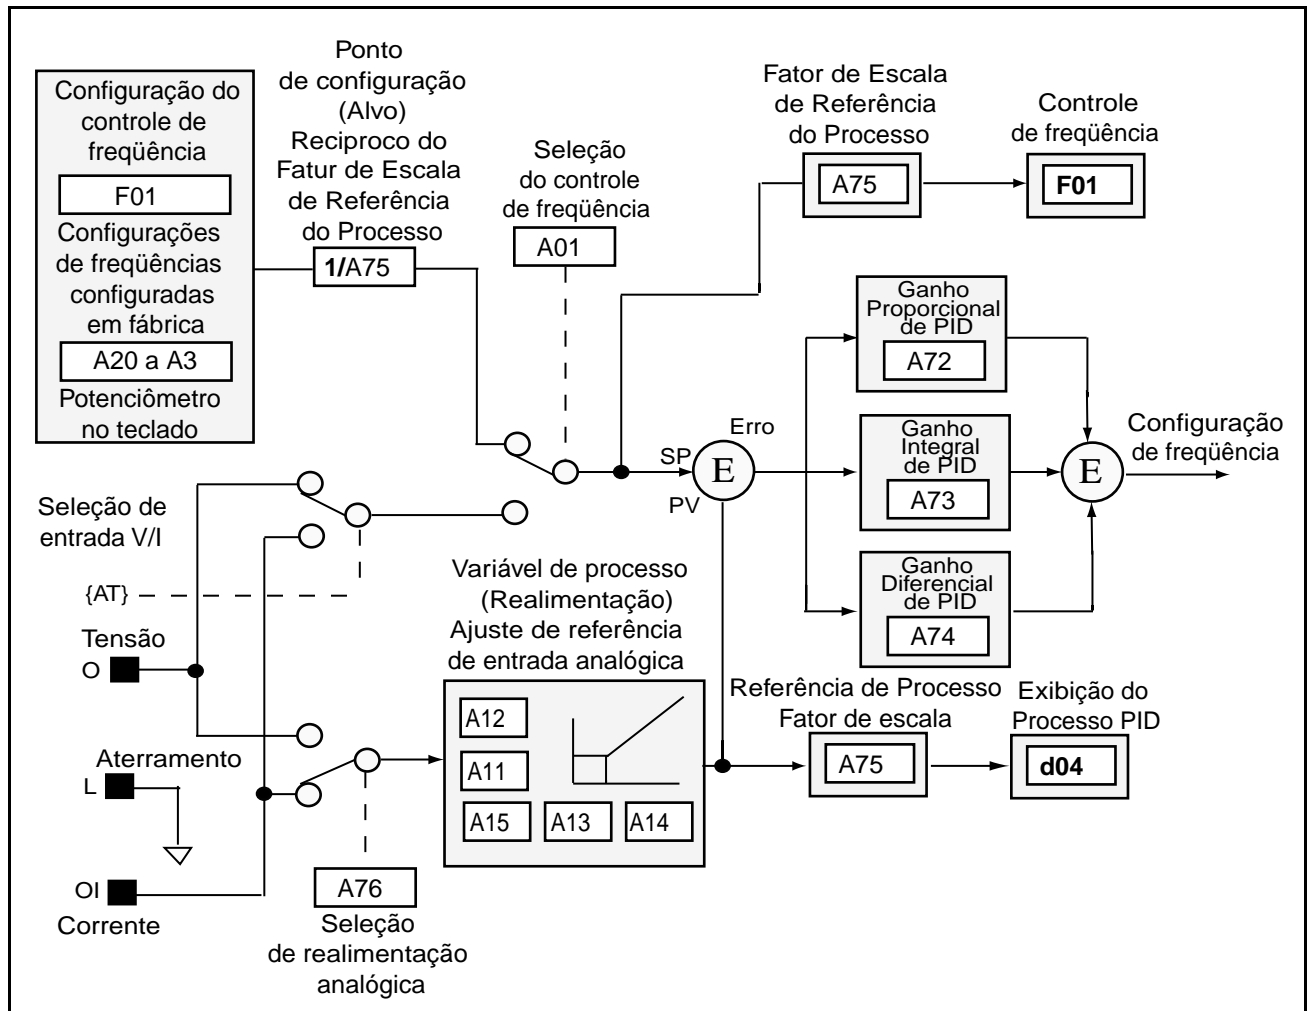 Configuração do
controle de
freqüência
F01
Configurações
de freqüências
configuradas
em fábrica
A20 a A3
Potenciômetro
no teclado
Ponto
de configuração
(Alvo)
Reciproco do
Fatur de Escala
de Referência
do Processo
1/A75
Seleção
do controle
de freqüência
A01
Fator de Escala
de Referência
do Processo
A75
Controle
de freqüência
F01
Ganho
Proporcional
de PID
A72
Ganho
Integral
de PID
A73
Ganho
Diferencial
de PID
A74
Erro
SP
E
PV
E
Configuração
de freqüência
Seleção de
entrada V/I
{AT}
Tensão
O
Aterramento
L
OI
Corrente
Variável de processo
(Realimentação)
Ajuste de referência
de entrada analógica
A12
A11
A15
A13
A14
A76
Seleção
de realimentação
analógica
Referência de Processo
Fator de escala
A75
Exibição do
Processo PID
d04